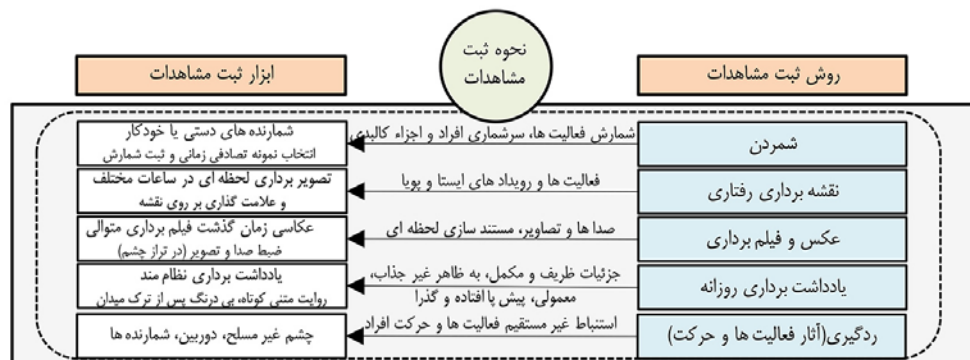 نحوه ثبت
مشاهدات
روش ثبت مشاهدات
ابزار ثبت مشاهدات
شمردن
شمارش فعالیت ها، سرشماری افراد و اجزاء کالبدی
شمارنده های دستی یا خودکار
انتخاب نمونه تصادفی زمانی و ثبت شمارش
نقشه برداری رفتاری
فعالیت ها و رویداد های ایستا و پویا
تصویر برداری لحظه ای در ساعات مختلف
و علامت گذاری بر روی نقشه
عکس و فیلم برداری
صدا ها و تصاویر، مستند سازی لحظه ای
عکاسی زمان گذشت فیلم برداری متوالی
ضبط صدا و تصویر (در تراز چشم)
یادداشت برداری روزانه
جزئیات ظریف و مکمل، به ظاهر غیر جذاب،
معمولی، پیش پا افتاده و گذرا
یادداشت برداری نظام مند
روایت متنی کوتاه، بی درنگ پس از ترک میدان
ردگیری(آثار فعالیت ها و حرکت)
استنباط غیر مستقیم فعالیت ها و حرکت افراد
چشم غیر مسلح، دوربین، شمارنده ها